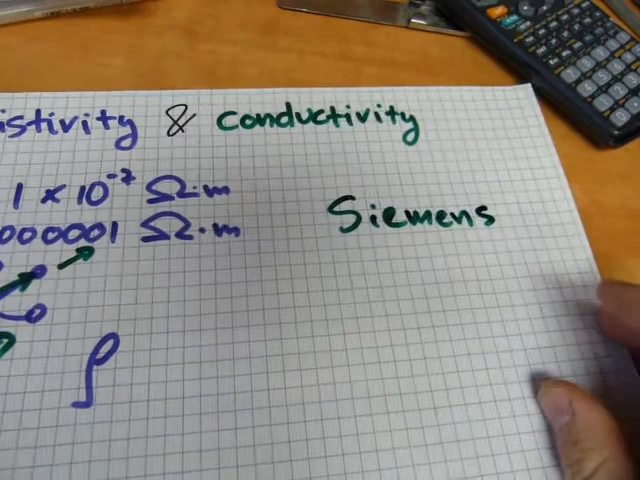 istivity & conductivity
1 × 10⁻⁷ Ω·m
000001 Ω·m
Siemens
ρ